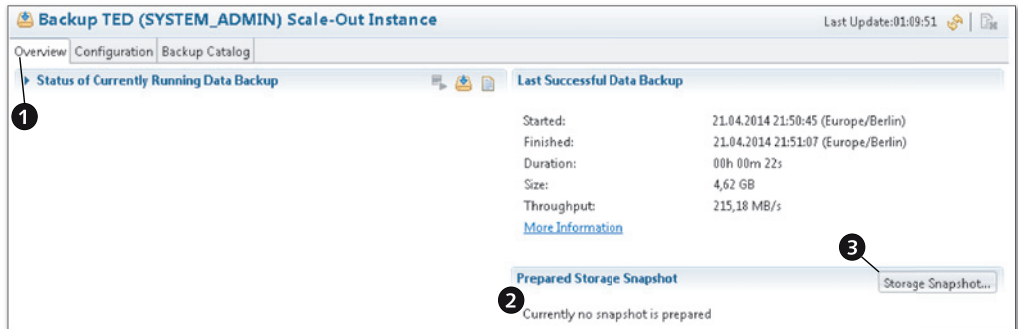 Backup TED (SYSTEM_ADMIN) Scale-Out Instance
Last Update:01:09:51
Overview Configuration Backup Catalog
Status of Currently Running Data Backup
1
Last Successful Data Backup
Started: 21.04.2014 21:50:45 (Europe/Berlin)
Finished: 21.04.2014 21:51:07 (Europe/Berlin)
Duration: 00h 00m 22s
Size: 4,62 GB
Throughput: 215,18 MB/s
More Information
3
Prepared Storage Snapshot
Storage Snapshot...
2
Currently no snapshot is prepared